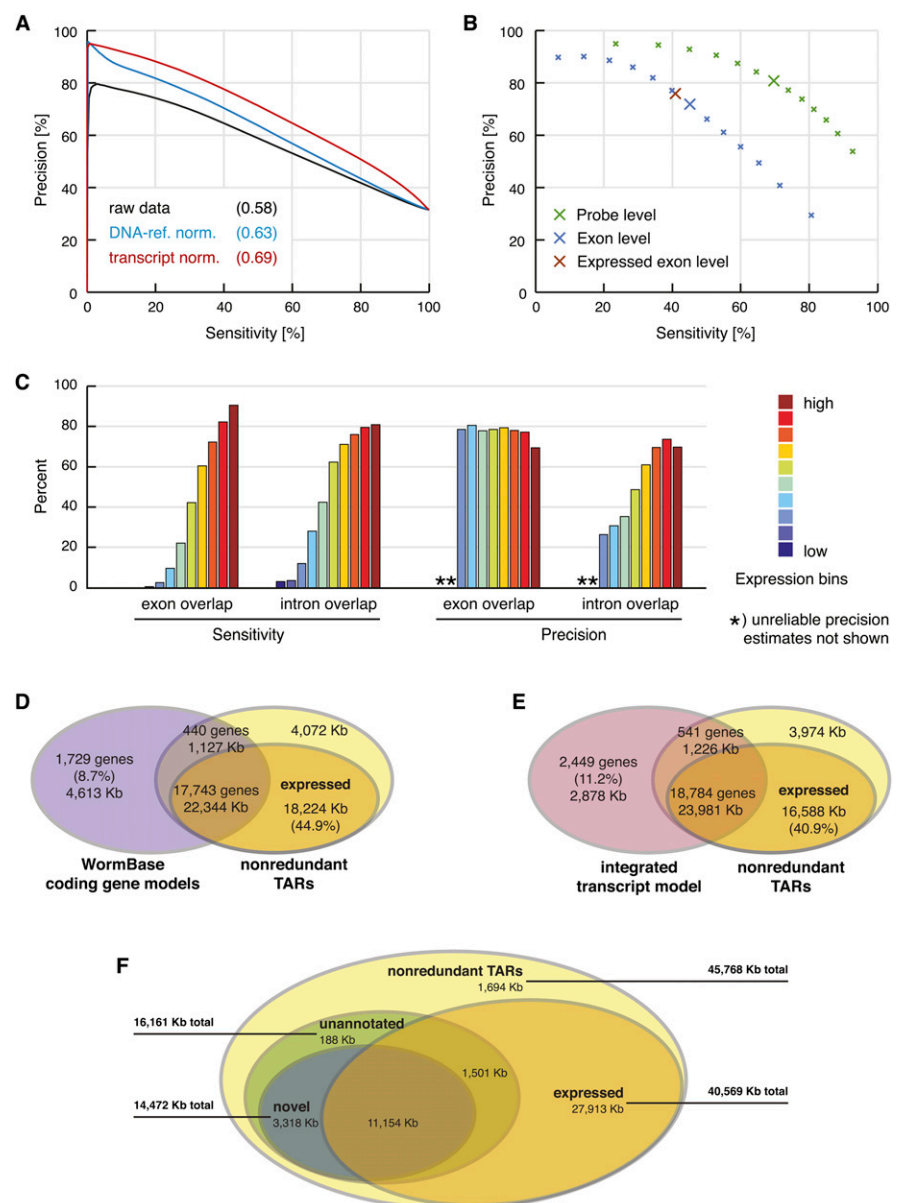 A
100
80
60
40
20
0
Precision [%]
raw data (0.58)
DNA-ref. norm. (0.63)
transcript norm. (0.69)
0 20 40 60 80 100
Sensitivity [%]
B
100
80
60
40
20
0
Precision [%]
Probe level
Exon level
Expressed exon level
0 20 40 60 80 100
Sensitivity [%]
C
100
80
60
40
20
0
Percent
**
**
exon overlap
intron overlap
exon overlap
intron overlap
Sensitivity
Precision
high
low
Expression bins
*) unreliable precision
estimates not shown
D
440 genes
1,127 Kb
4,072 Kb
1,729 genes
(8.7%)
4,613 Kb
17,743 genes
22,344 Kb
expressed
18,224 Kb
(44.9%)
WormBase
coding gene models
nonredundant
TARs
E
541 genes
1,226 Kb
3,974 Kb
2,449 genes
(11.2%)
2,878 Kb
18,784 genes
23,981 Kb
expressed
16,588 Kb
(40.9%)
integrated
transcript model
nonredundant
TARs
F
nonredundant TARs
1,694 Kb
45,768 Kb total
16,161 Kb total
unannotated
188 Kb
1,501 Kb
expressed
27,913 Kb
40,569 Kb total
14,472 Kb total
novel
3,318 Kb
11,154 Kb